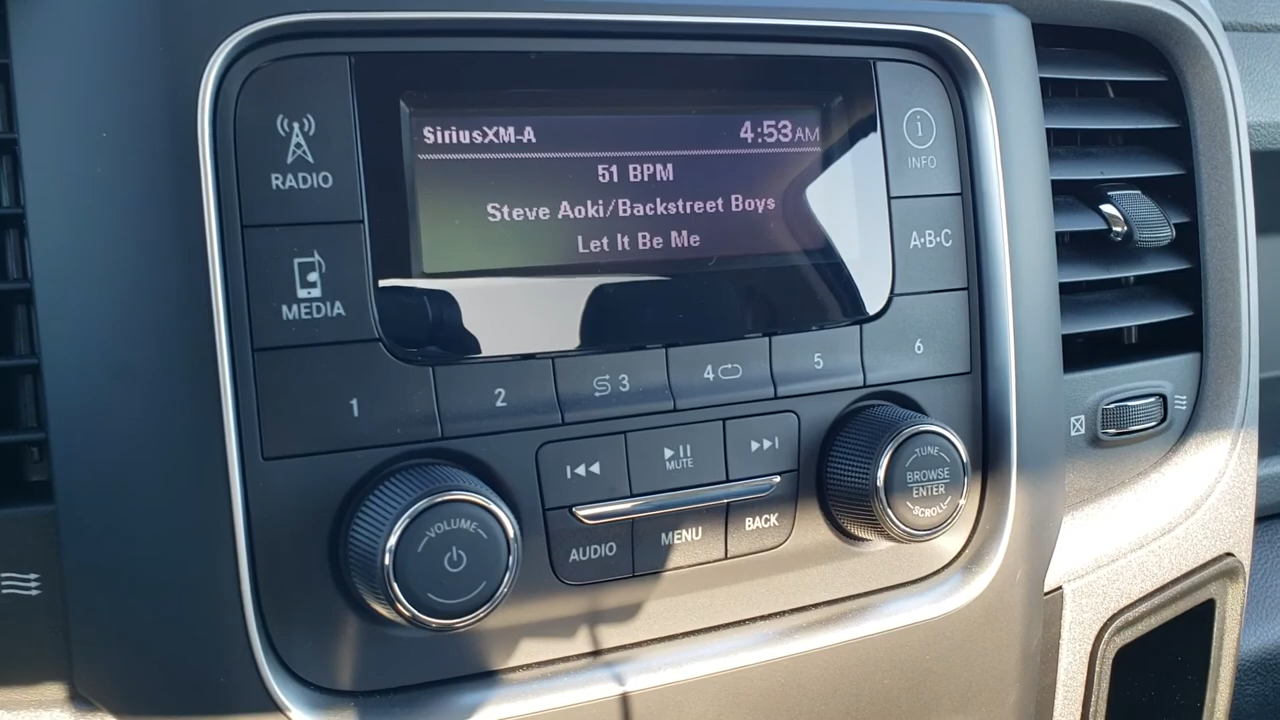 SiriusXM-A 4:53AM
51 BPM
Steve Aoki/Backstreet Boys
Let It Be Me
RADIO
MEDIA
i
INFO
A•B•C
1
2
3
4
5
6
MUTE
AUDIO
MENU
BACK
VOLUME
TUNE
BROWSE
ENTER
SCROLL